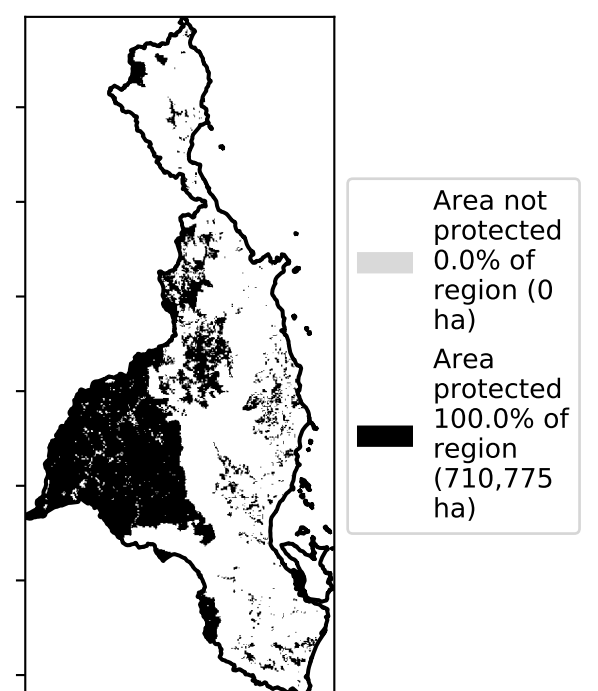 Area not
protected
0.0% of
region (0
ha)
Area
protected
100.0% of
region
(710,775
ha)